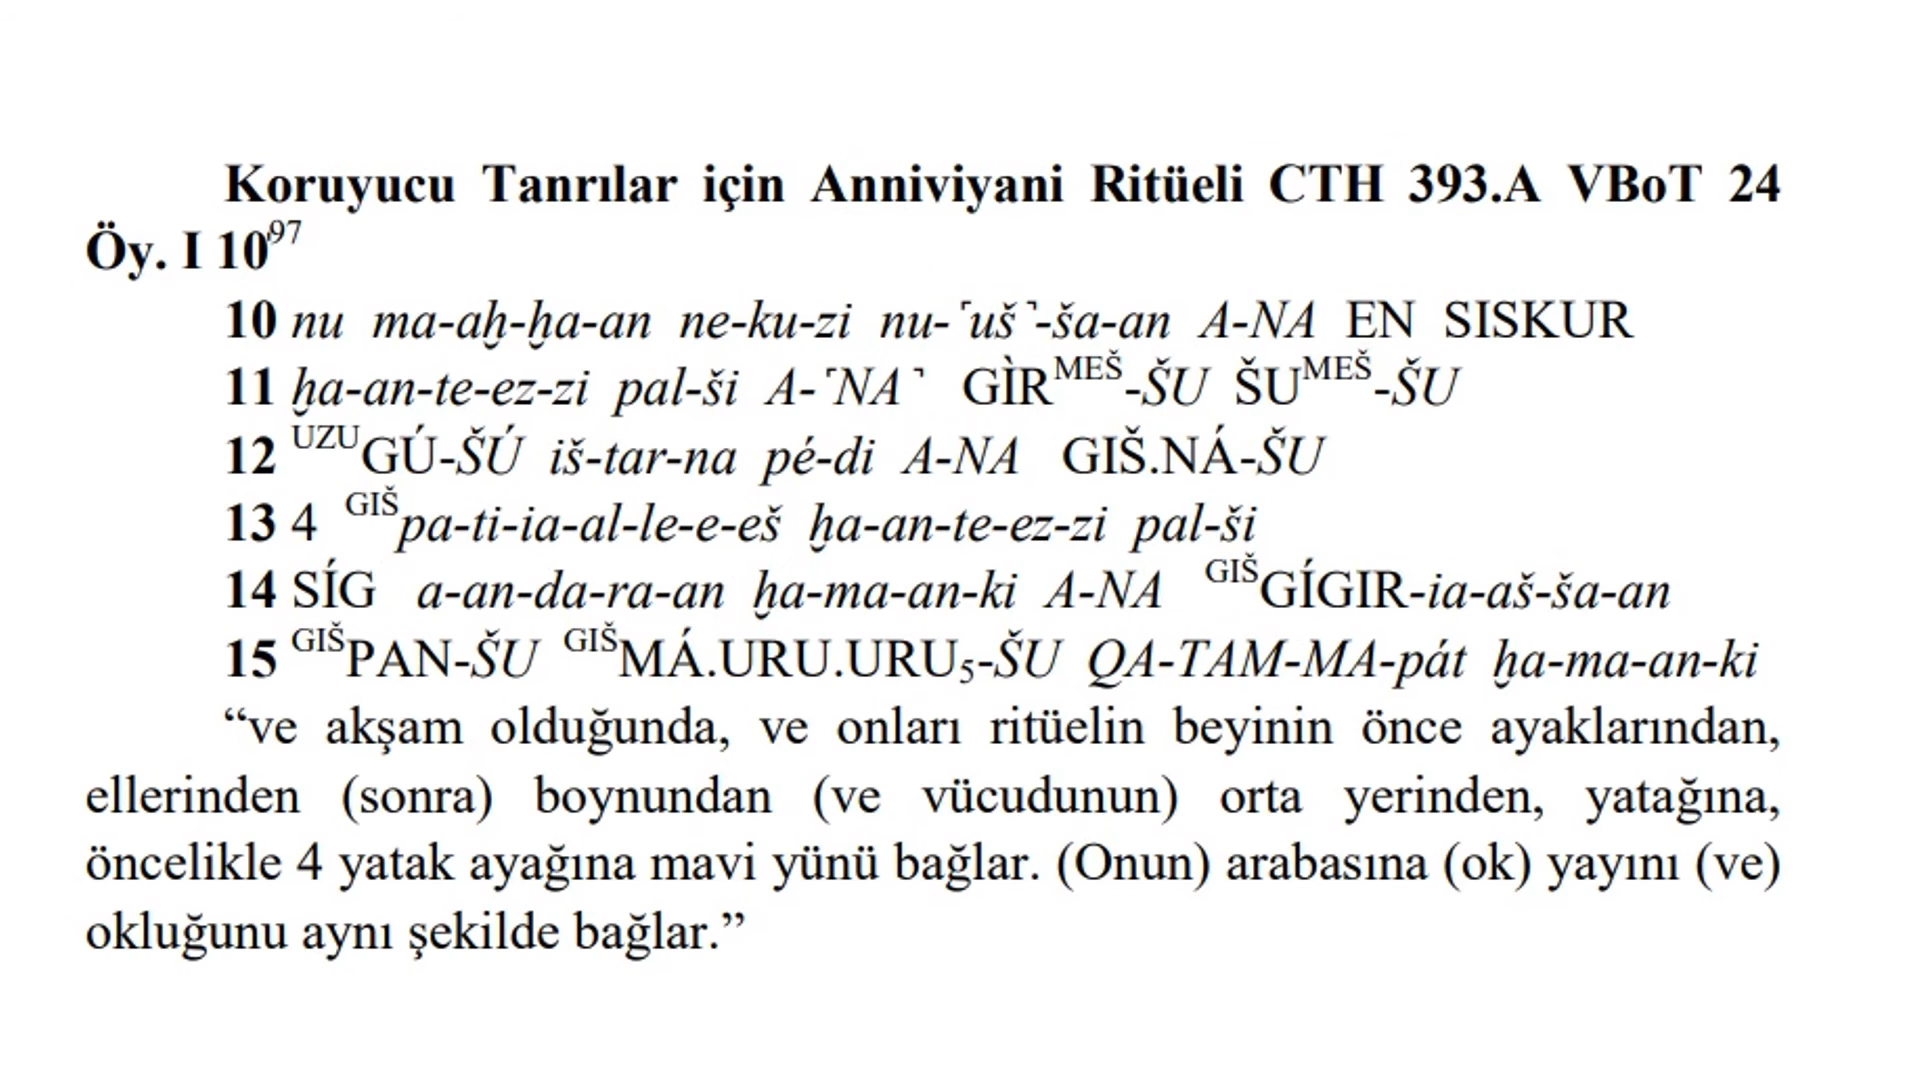 Koruyucu Tanrılar için Anniviyani Ritüeli CTH 393.A VBoT 24
Öy. I 10⁹⁷
10 nu ma-aḫ-ḫa-an ne-ku-zi nu-⸢uš⸣-ša-an A-NA EN SISKUR
11 ḫa-an-te-ez-zi pal-ši A-⸢NA⸣ GÌRᴹᴱˢ̌-ŠU ŠUᴹᴱˢ̌-ŠU
12 ᵁᶻᵁGÚ-ŠÚ iš-tar-na pé-di A-NA GIŠ.NÁ-ŠU
13 4 ᴳᴵˢ̌pa-ti-ia-al-le-e-eš ḫa-an-te-ez-zi pal-ši
14 SÍG a-an-da-ra-an ḫa-ma-an-ki A-NA ᴳᴵˢ̌GÍGIR-ia-aš-ša-an
15 ᴳᴵˢ̌PAN-ŠU ᴳᴵˢ̌MÁ.URU.URU₅-ŠU QA-TAM-MA-pát ḫa-ma-an-ki
“ve akşam olduğunda, ve onları ritüelin beyinin önce ayaklarından,
ellerinden (sonra) boynundan (ve vücudunun) orta yerinden, yatağına,
öncelikle 4 yatak ayağına mavi yünü bağlar. (Onun) arabasına (ok) yayını (ve)
okluğunu aynı şekilde bağlar.”